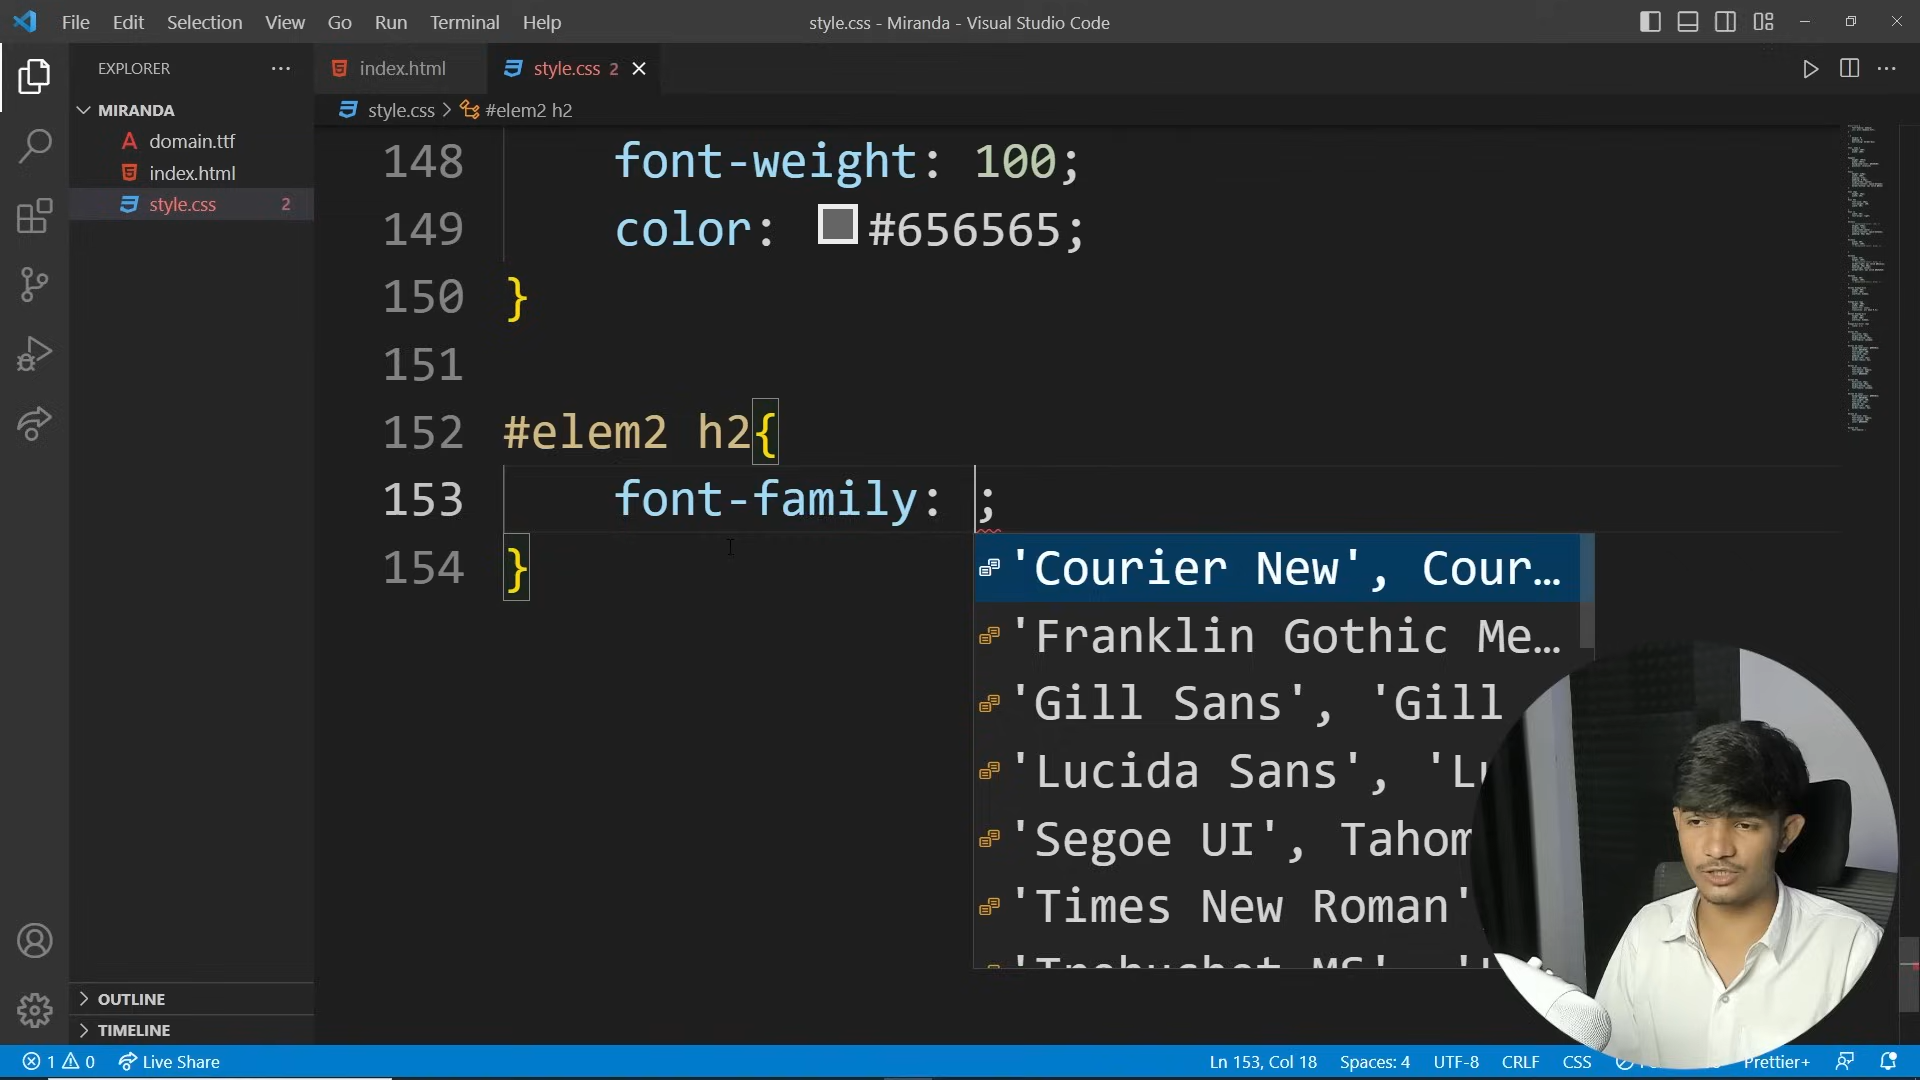 File Edit Selection View Go Run Terminal Help
style.css - Miranda - Visual Studio Code
EXPLORER
MIRANDA
domain.ttf
index.html
style.css 2
OUTLINE
TIMELINE
index.html
style.css 2
style.css > #elem2 h2
148 font-weight: 100;
149 color: #656565;
150 }
151
152 #elem2 h2{
153 font-family: ;
154 }
'Courier New', Cour…
'Franklin Gothic Me…
'Gill Sans', 'Gill
'Lucida Sans',
'Segoe UI', Tahom
'Times New Roman'
'Trebuchet MS',
1 0 Live Share
Ln 153, Col 18 Spaces: 4 UTF-8 CRLF CSS Prettier+